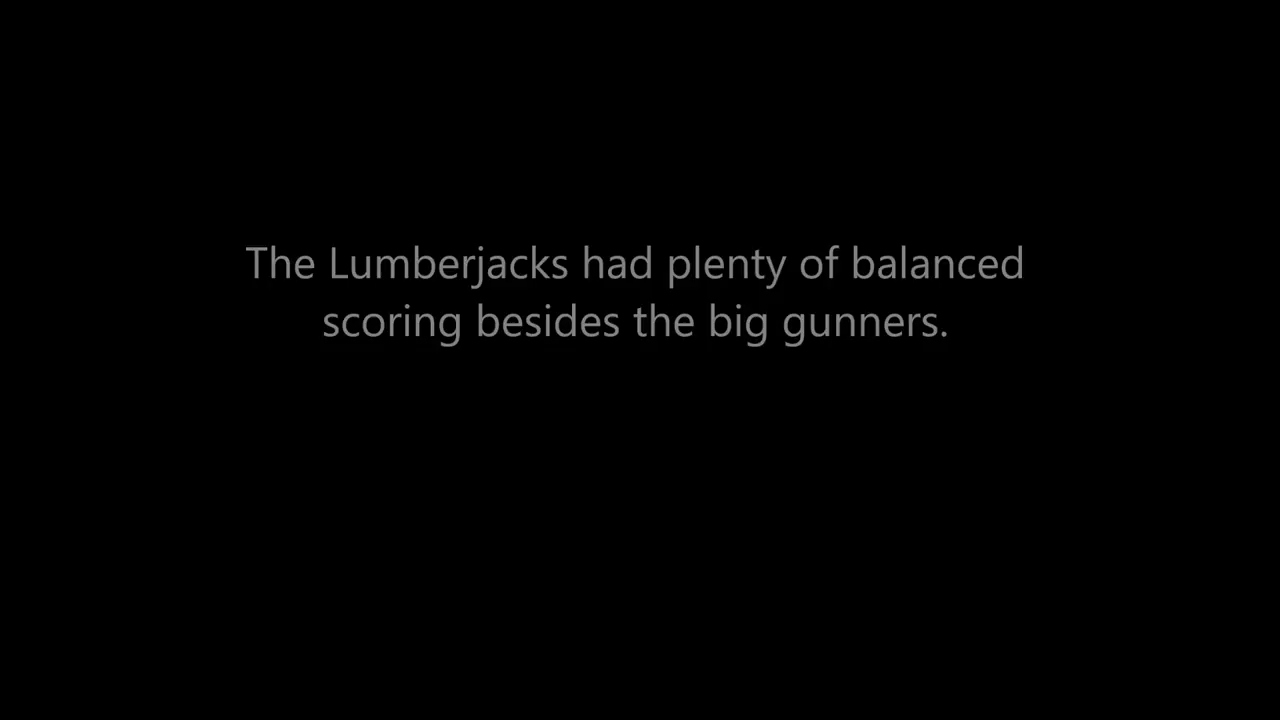 The Lumberjacks had plenty of balanced
scoring besides the big gunners.